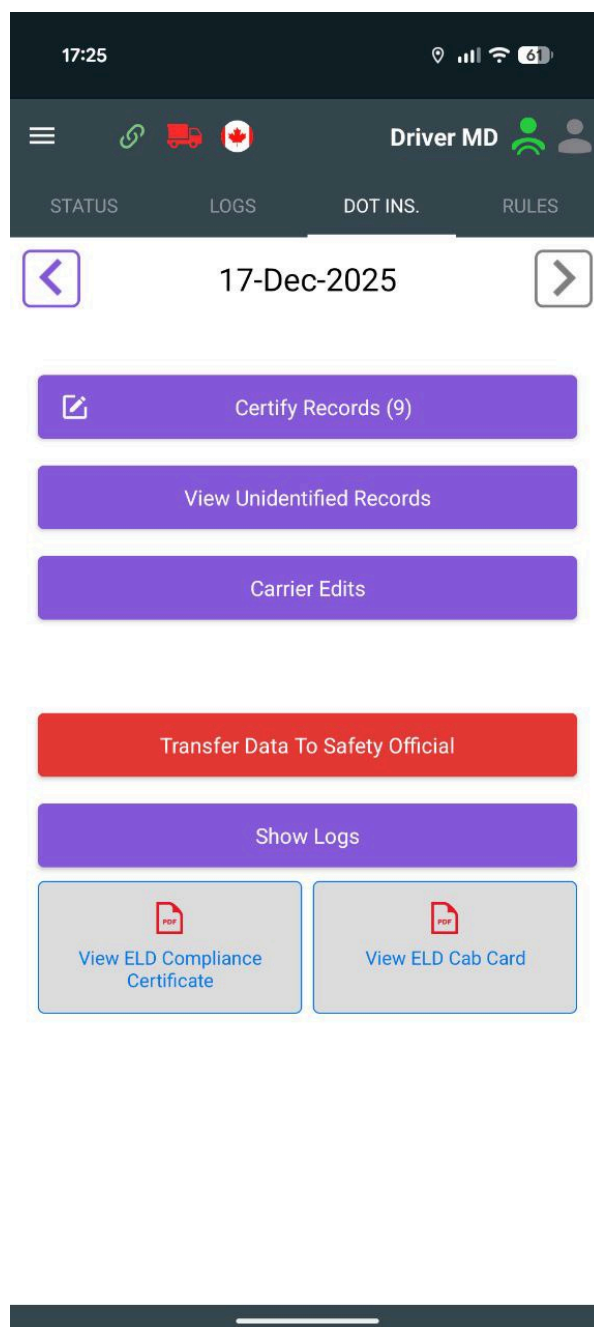 17:25
61
Driver MD
STATUS LOGS DOT INS. RULES
17-Dec-2025
Certify Records (9)
View Unidentified Records
Carrier Edits
Transfer Data To Safety Official
Show Logs
PDF PDF
View ELD Compliance
Certificate
View ELD Cab Card